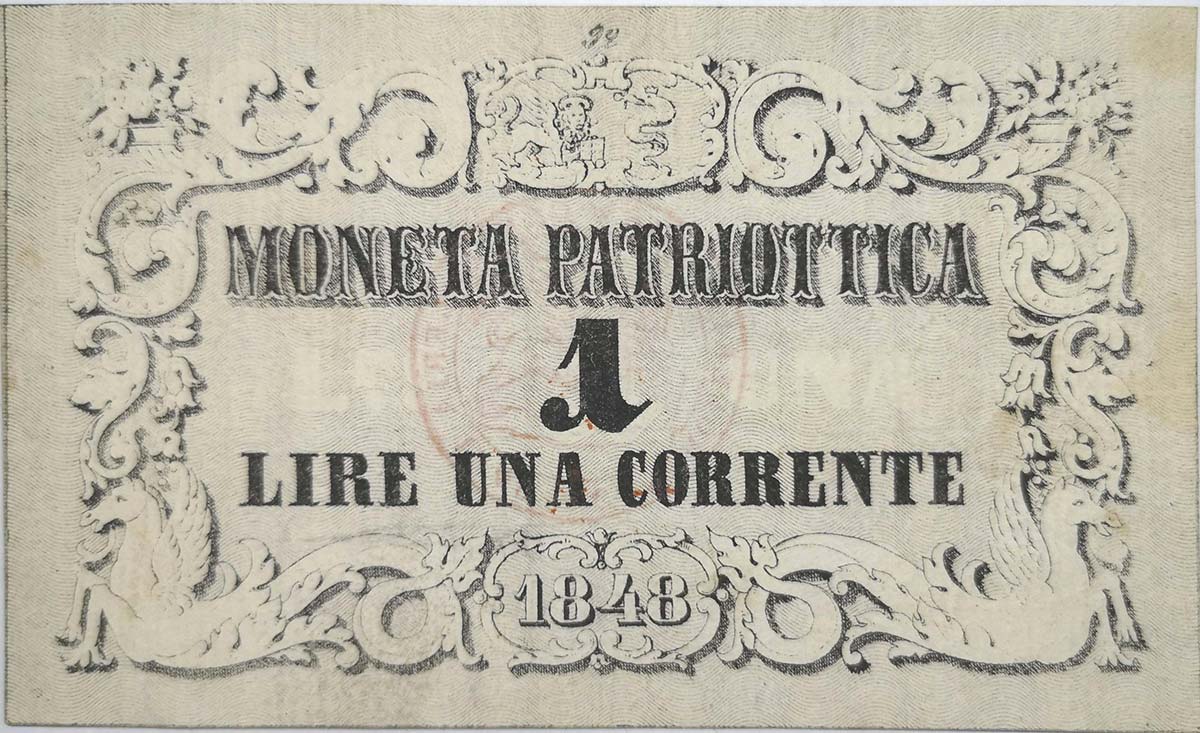 MONETA PATRIOTTICA
1
LIRE UNA CORRENTE
1848